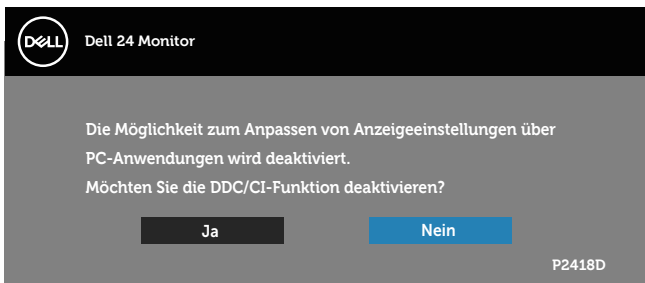 DELL
Dell 24 Monitor
Die Möglichkeit zum Anpassen von Anzeigeeinstellungen über
PC-Anwendungen wird deaktiviert.
Möchten Sie die DDC/CI-Funktion deaktivieren?
Ja
Nein
P2418D